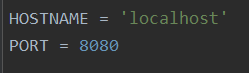 HOSTNAME = 'localhost'
PORT = 8080